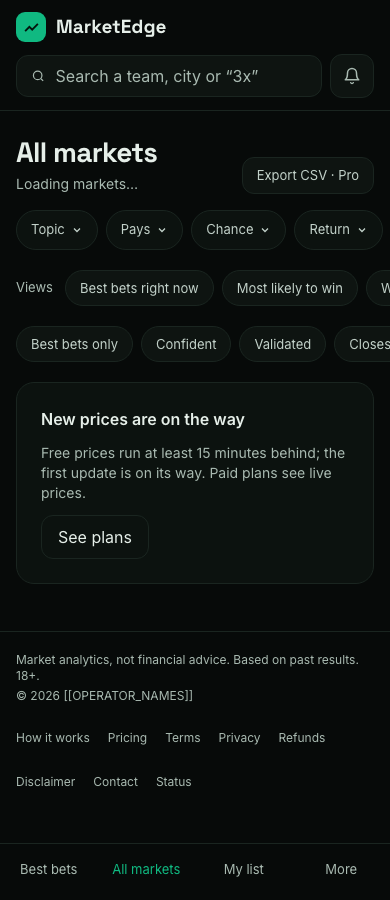 MarketEdge
Search a team, city or “3x”
All markets
Loading markets...
Export CSV · Pro
Topic
Pays
Chance
Return
Views
Best bets right now
Most likely to win
Best bets only
Confident
Validated
Closes
New prices are on the way
Free prices run at least 15 minutes behind; the
first update is on its way. Paid plans see live
prices.
See plans
Market analytics, not financial advice. Based on past results.
18+.
© 2026 [[OPERATOR_NAMES]]
How it works Pricing Terms Privacy Refunds
Disclaimer Contact Status
Best bets All markets My list More